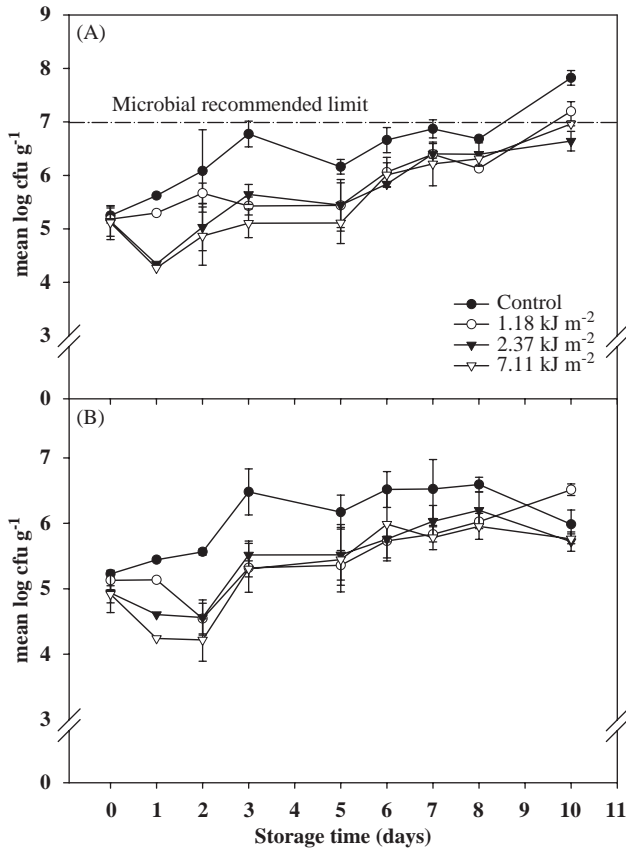 9
(A)
8
Microbial recommended limit
7
6
5
4
3
0
mean log cfu g-1
Control
1.18 kJ m-2
2.37 kJ m-2
7.11 kJ m-2
(B)
7
6
5
4
3
0
mean log cfu g-1
0 1 2 3 5 6 7 8 10 11
Storage time (days)